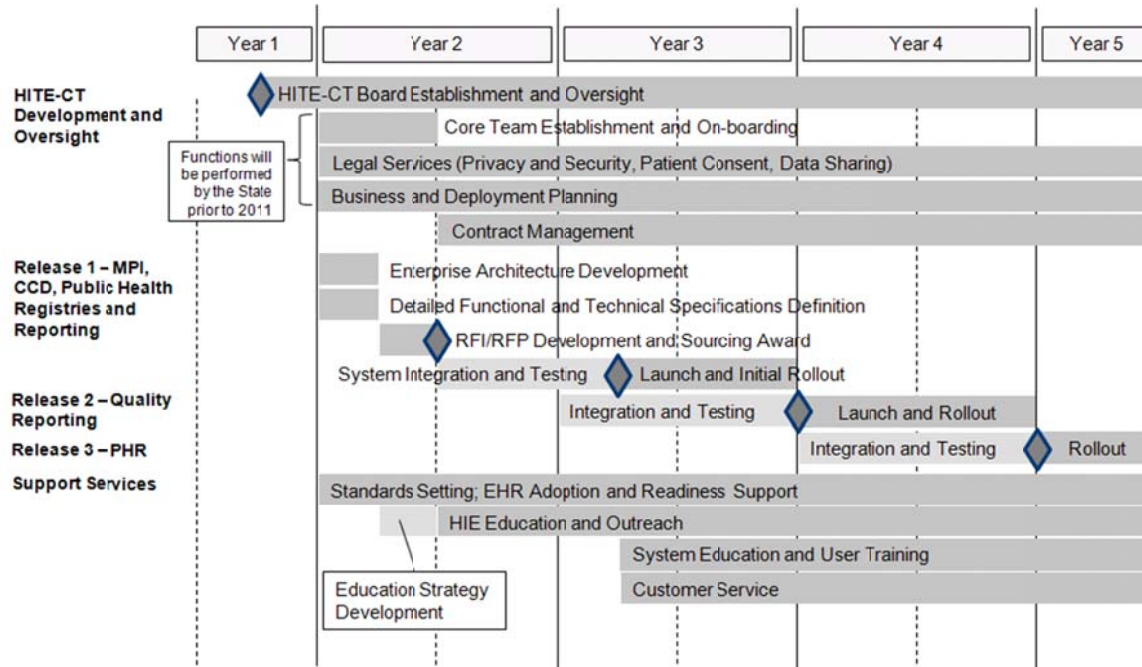 Year 1
Year 2
Year 3
Year 4
Year 5
HITE-CT
Development and
Oversight
HITE-CT Board Establishment and Oversight
Core Team Establishment and On-boarding
Functions will
be performed
by the State
prior to 2011
Legal Services (Privacy and Security, Patient Consent, Data Sharing)
Business and Deployment Planning
Contract Management
Release 1 – MPI,
CCD, Public Health
Registries and
Reporting
Enterprise Architecture Development
Detailed Functional and Technical Specifications Definition
RFI/RFP Development and Sourcing Award
System Integration and Testing
Launch and Initial Rollout
Release 2 – Quality
Reporting
Integration and Testing
Launch and Rollout
Release 3 – PHR
Integration and Testing
Rollout
Support Services
Standards Setting; EHR Adoption and Readiness Support
HIE Education and Outreach
System Education and User Training
Education Strategy
Development
Customer Service